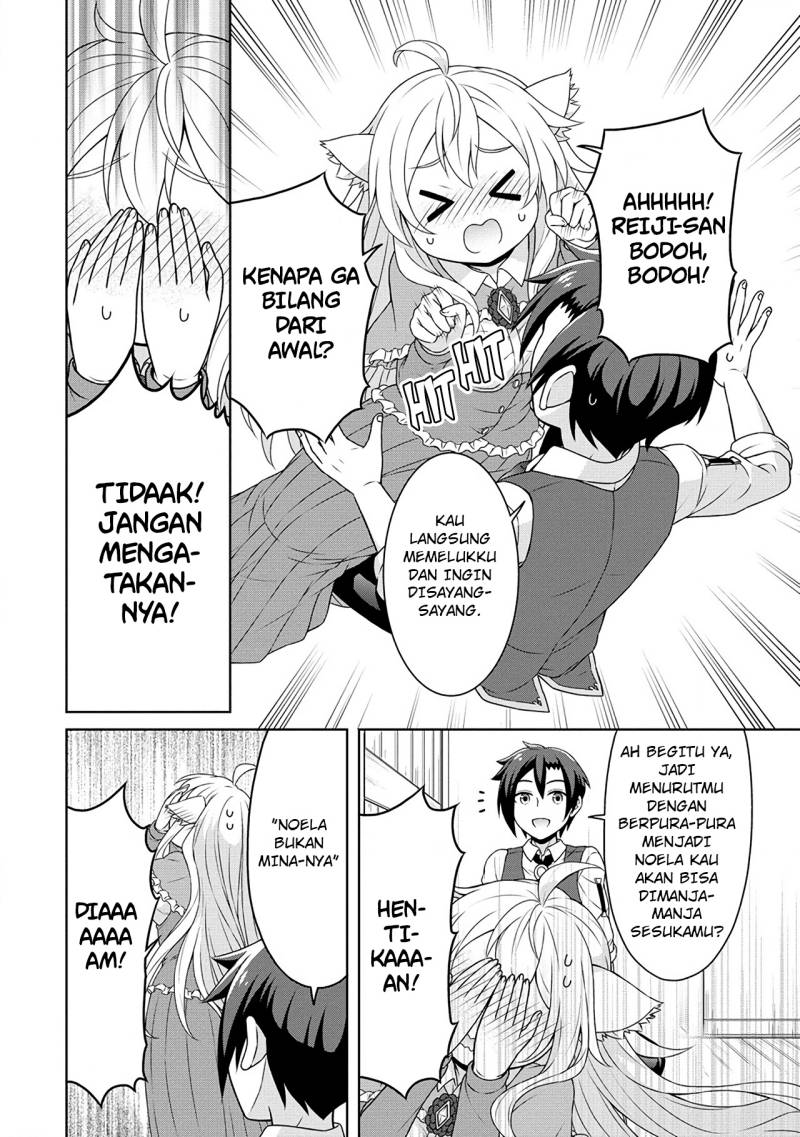 AHHHHH!
REIJI-SAN
BODOH,
BODOH!
KENAPA GA
BILANG
DARI
AWAL?
HIT HIT
KAU
LANGSUNG
MEMELUKKU
DAN INGIN
DISAYANG-
SAYANG.
TIDAAK!
JANGAN
MENGA-
TAKAN-
NYA!
AH BEGITU YA,
JADI
MENURUTMU
DENGAN
BERPURA-PURA
MENJADI
NOELA KAU
AKAN BISA
DIMANJA-
MANJA
SESUKAMU?
HEN-
TI-
KAAA-
AN!
"NOELA
BUKAN
MINA-NYA"
DIAAA
AAAAA
AM!